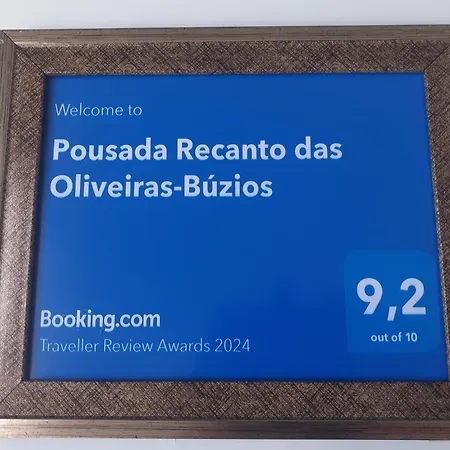 Welcome to
Pousada Recanto das
Oliveiras-Búzios
9,2
out of 10
Booking.com
Traveller Review Awards 2024